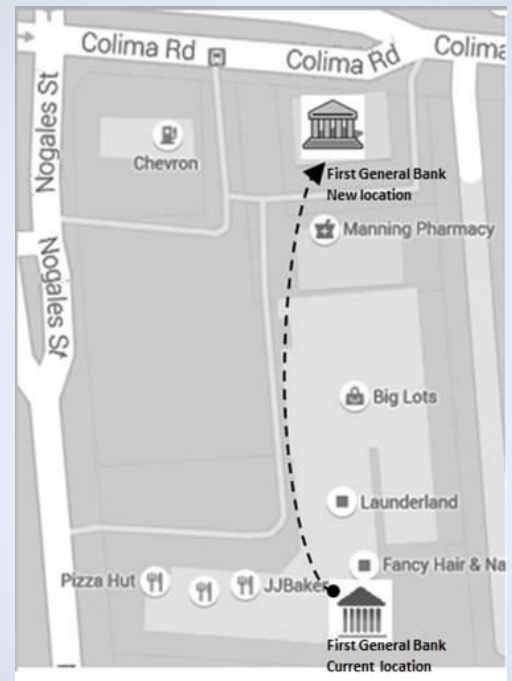 Colima Rd
Colima Rd
Colima
Nogales St
Chevron
First General Bank
New location
Manning Pharmacy
Nogales St
Big Lots
Launderland
Fancy Hair & Na
Pizza Hut
JJBaker
First General Bank
Current location